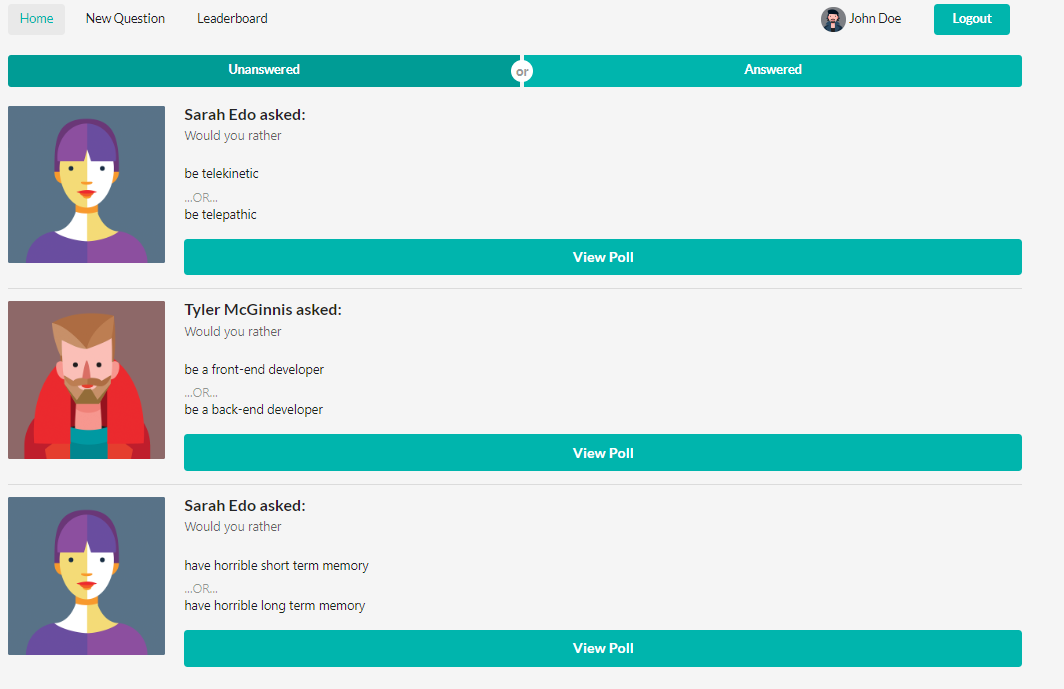 Home New Question Leaderboard John Doe Logout
Unanswered or Answered
Sarah Edo asked:
Would you rather
be telekinetic
...OR...
be telepathic
View Poll
Tyler McGinnis asked:
Would you rather
be a front-end developer
...OR...
be a back-end developer
View Poll
Sarah Edo asked:
Would you rather
have horrible short term memory
...OR...
have horrible long term memory
View Poll